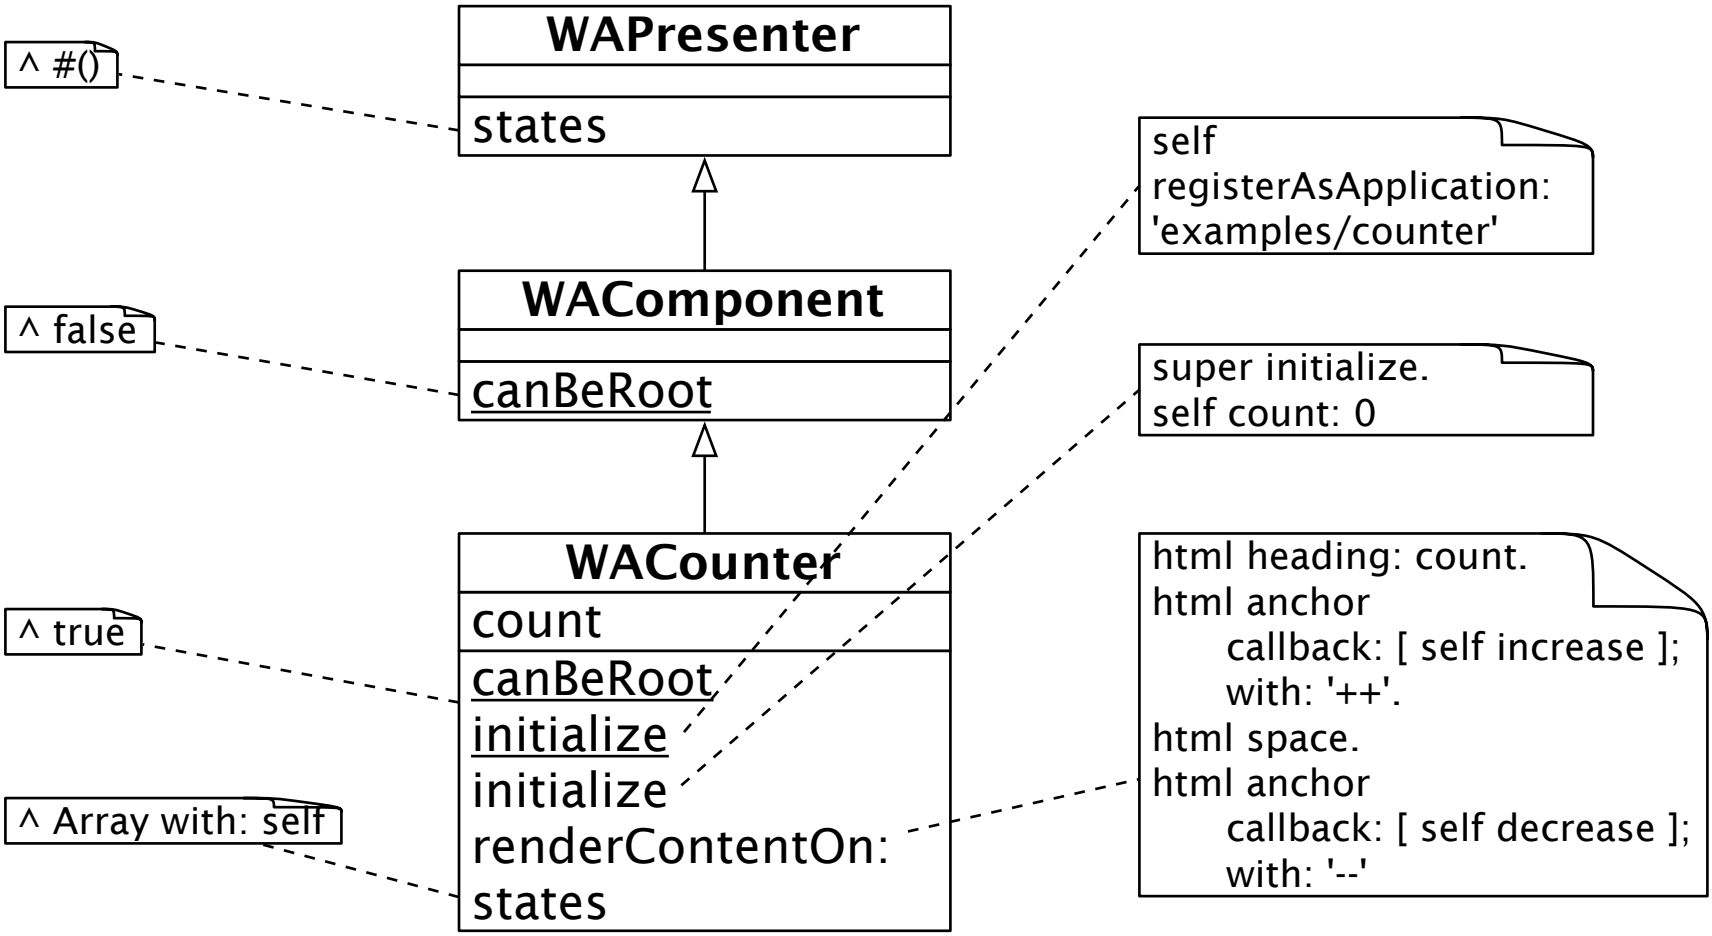 WAPresenter
^ #()
states
self
registerAsApplication:
'examples/counter'
WAComponent
^ false
canBeRoot
super initialize.
self count: 0
WACounter
count
^ true
canBeRoot
initialize
initialize
^ Array with: self
renderContentOn:
states
html heading: count.
html anchor
callback: [ self increase ];
with: '++'.
html space.
html anchor
callback: [ self decrease ];
with: '--'